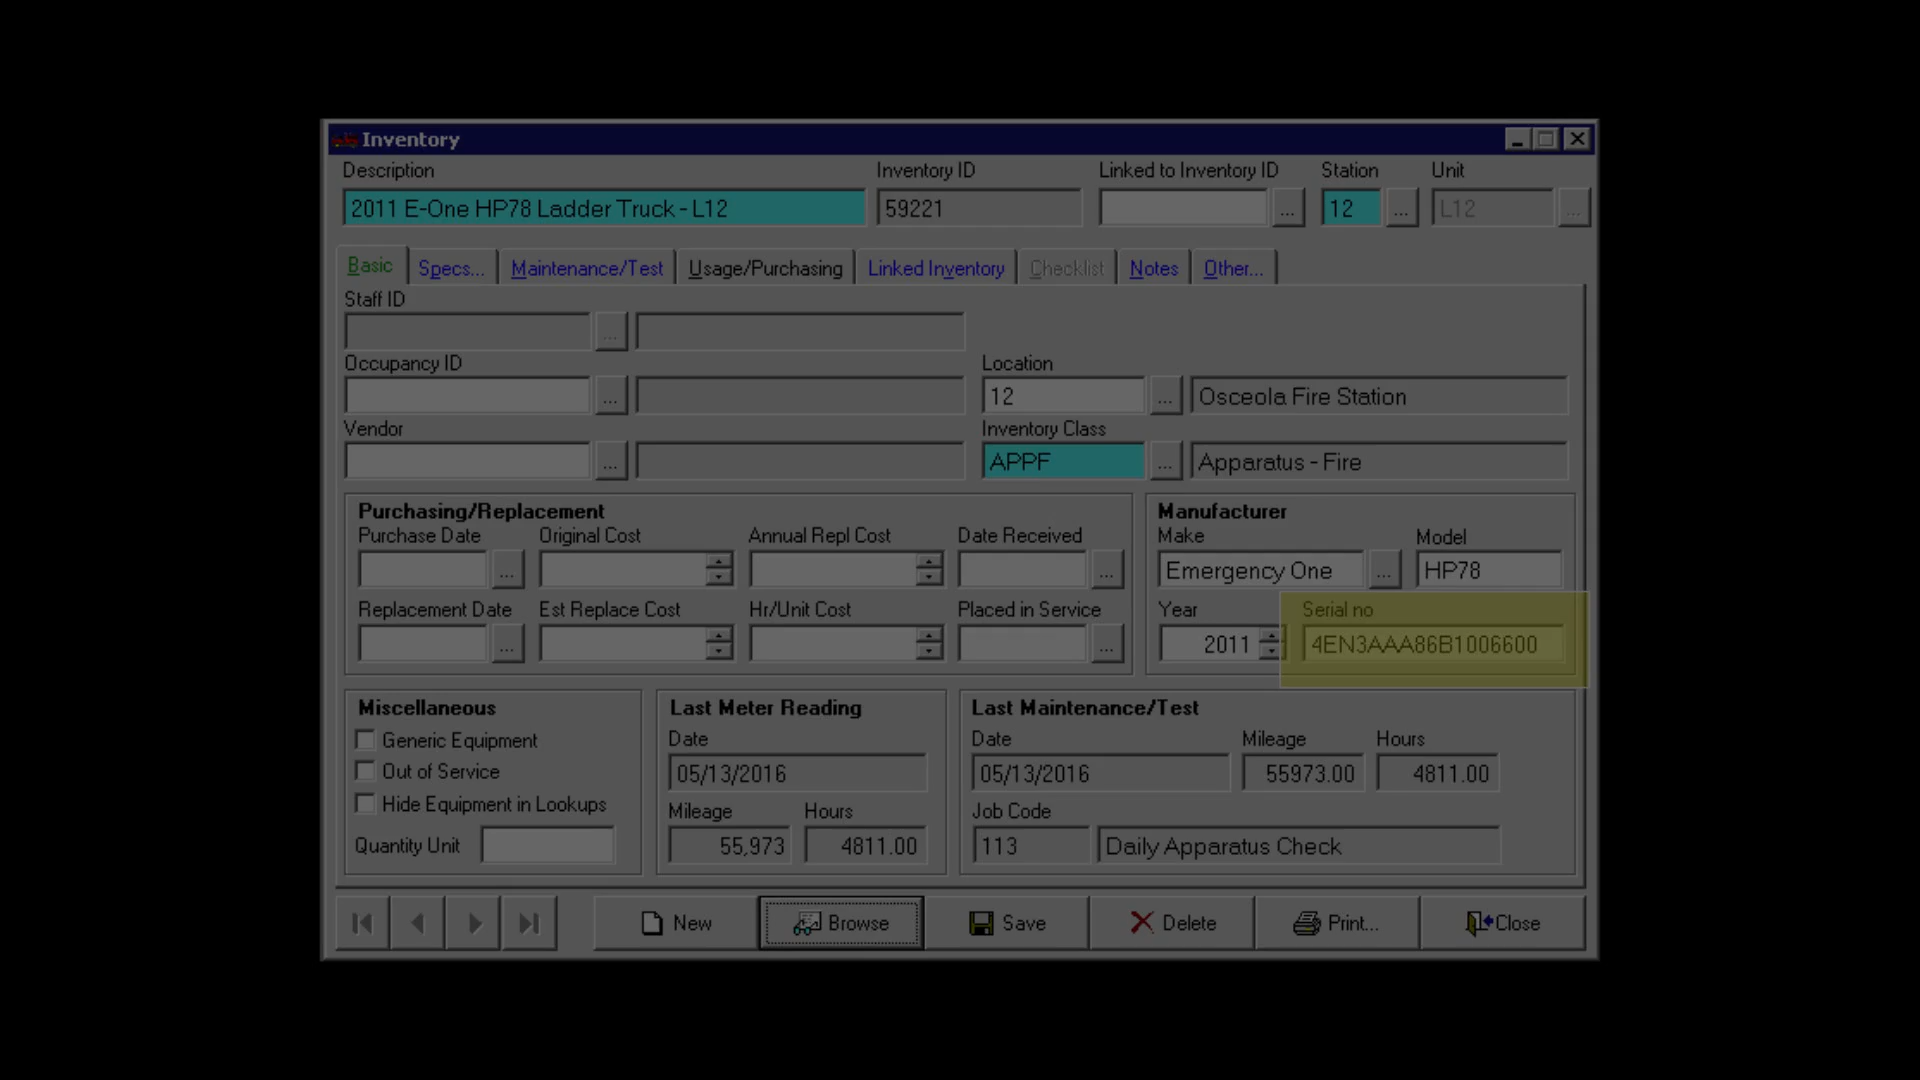 Inventory
Description Inventory ID Linked to Inventory ID Station Unit
2011 E-One HP78 Ladder Truck - L12 59221 ... 12 ... L12 ...
Basic Specs... Maintenance/Test Usage/Purchasing Linked Inventory Checklist Notes Other...
Staff ID
...
Occupancy ID Location
... 12 ... Osceola Fire Station
Vendor Inventory Class
... APPF ... Apparatus - Fire
Purchasing/Replacement Manufacturer
Purchase Date Original Cost Annual Repl Cost Date Received Make Model
... ... Emergency One ... HP78
Replacement Date Est Replace Cost Hr/Unit Cost Placed in Service Year Serial no
... ... 2011 4EN3AAA86B1006600
Miscellaneous Last Meter Reading Last Maintenance/Test
Generic Equipment Date Date Mileage Hours
Out of Service 05/13/2016 05/13/2016 55973.00 4811.00
Hide Equipment in Lookups Mileage Hours Job Code
Quantity Unit 55,973 4811.00 113 Daily Apparatus Check
New Browse Save Delete Print... Close